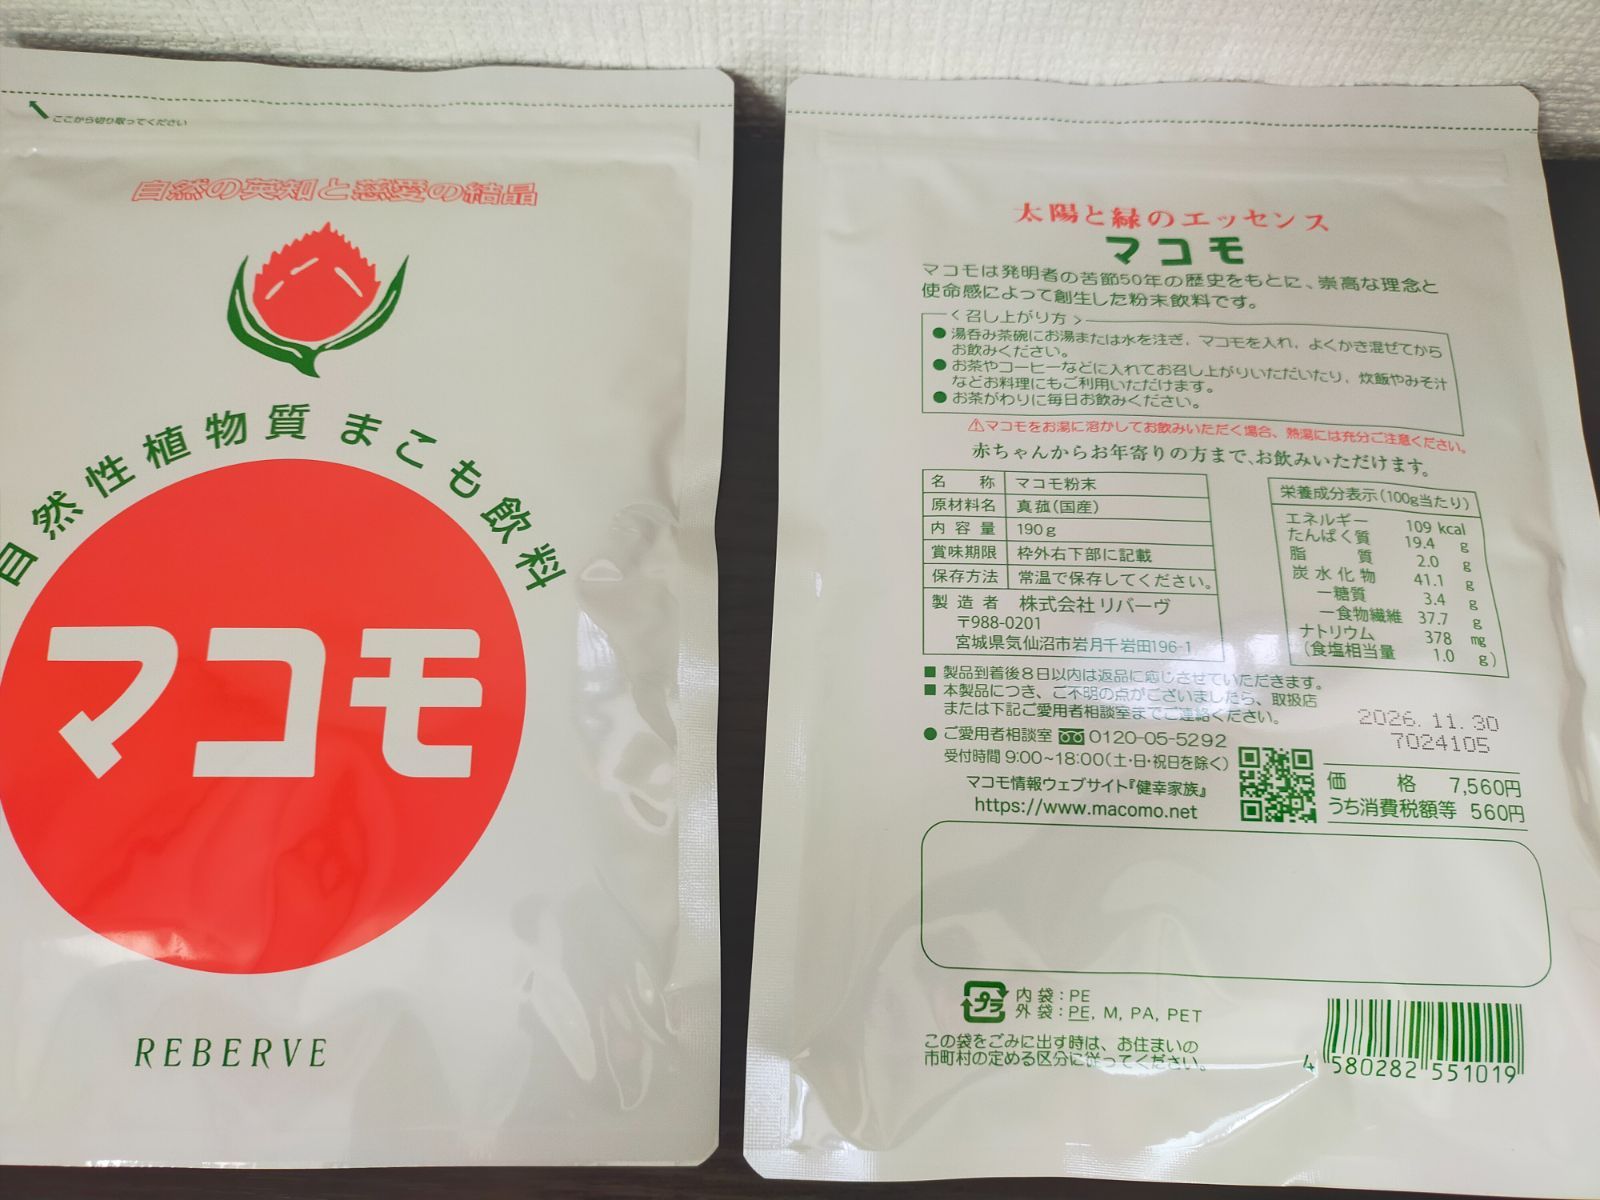 ここから切り取ってください
自然の英知と慈愛の結晶
自然性植物質 まこも飲料
マコモ
REBERVE
太陽と緑のエッセンス
マコモ
マコモは発明者の苦節50年の歴史をもとに、崇高な理念と
使命感によって創生した粉末飲料です。
〈召し上がり方〉
●湯呑み茶碗にお湯または水を注ぎ、マコモを入れ、よくかき混ぜてから
お飲みください。
●お茶やコーヒーなどに入れてお召し上がりいただいたり、炊飯やみそ汁
などお料理にもご利用いただけます。
●お茶がわりに毎日お飲みください。
⚠マコモをお湯に溶かしてお飲みいただく場合、熱湯には充分ご注意ください。
赤ちゃんからお年寄りの方まで、お飲みいただけます。
名称 マコモ粉末
原材料名 真菰(国産)
内容量 190g
賞味期限 枠外右下部に記載
保存方法 常温で保存してください。
製造者 株式会社リバーヴ
〒988-0201
宮城県気仙沼市岩月千岩田196-1
栄養成分表示(100g当たり)
エネルギー 109 kcal
たんぱく質 19.4 g
脂質 2.0 g
炭水化物 41.1 g
ー糖質 3.4 g
ー食物繊維 37.7 g
ナトリウム 378 mg
(食塩相当量 1.0 g)
■製品到着後8日以内は返品に応じさせていただきます。
■本製品につき、ご不明の点がございましたら、取扱店
または下記ご愛用者相談室までご連絡ください。
●ご愛用者相談室 0120-05-5292
受付時間 9:00~18:00(土・日・祝日を除く)
マコモ情報ウェブサイト『健幸家族』
https://www.macomo.net
2026.11.30
7024105
価格 7,560円
うち消費税額等 560円
プラ
内袋:PE
外袋:PE, M, PA, PET
この袋をごみに出す時は、お住まいの
市町村の定める区分に従ってください。
4 580282 551019